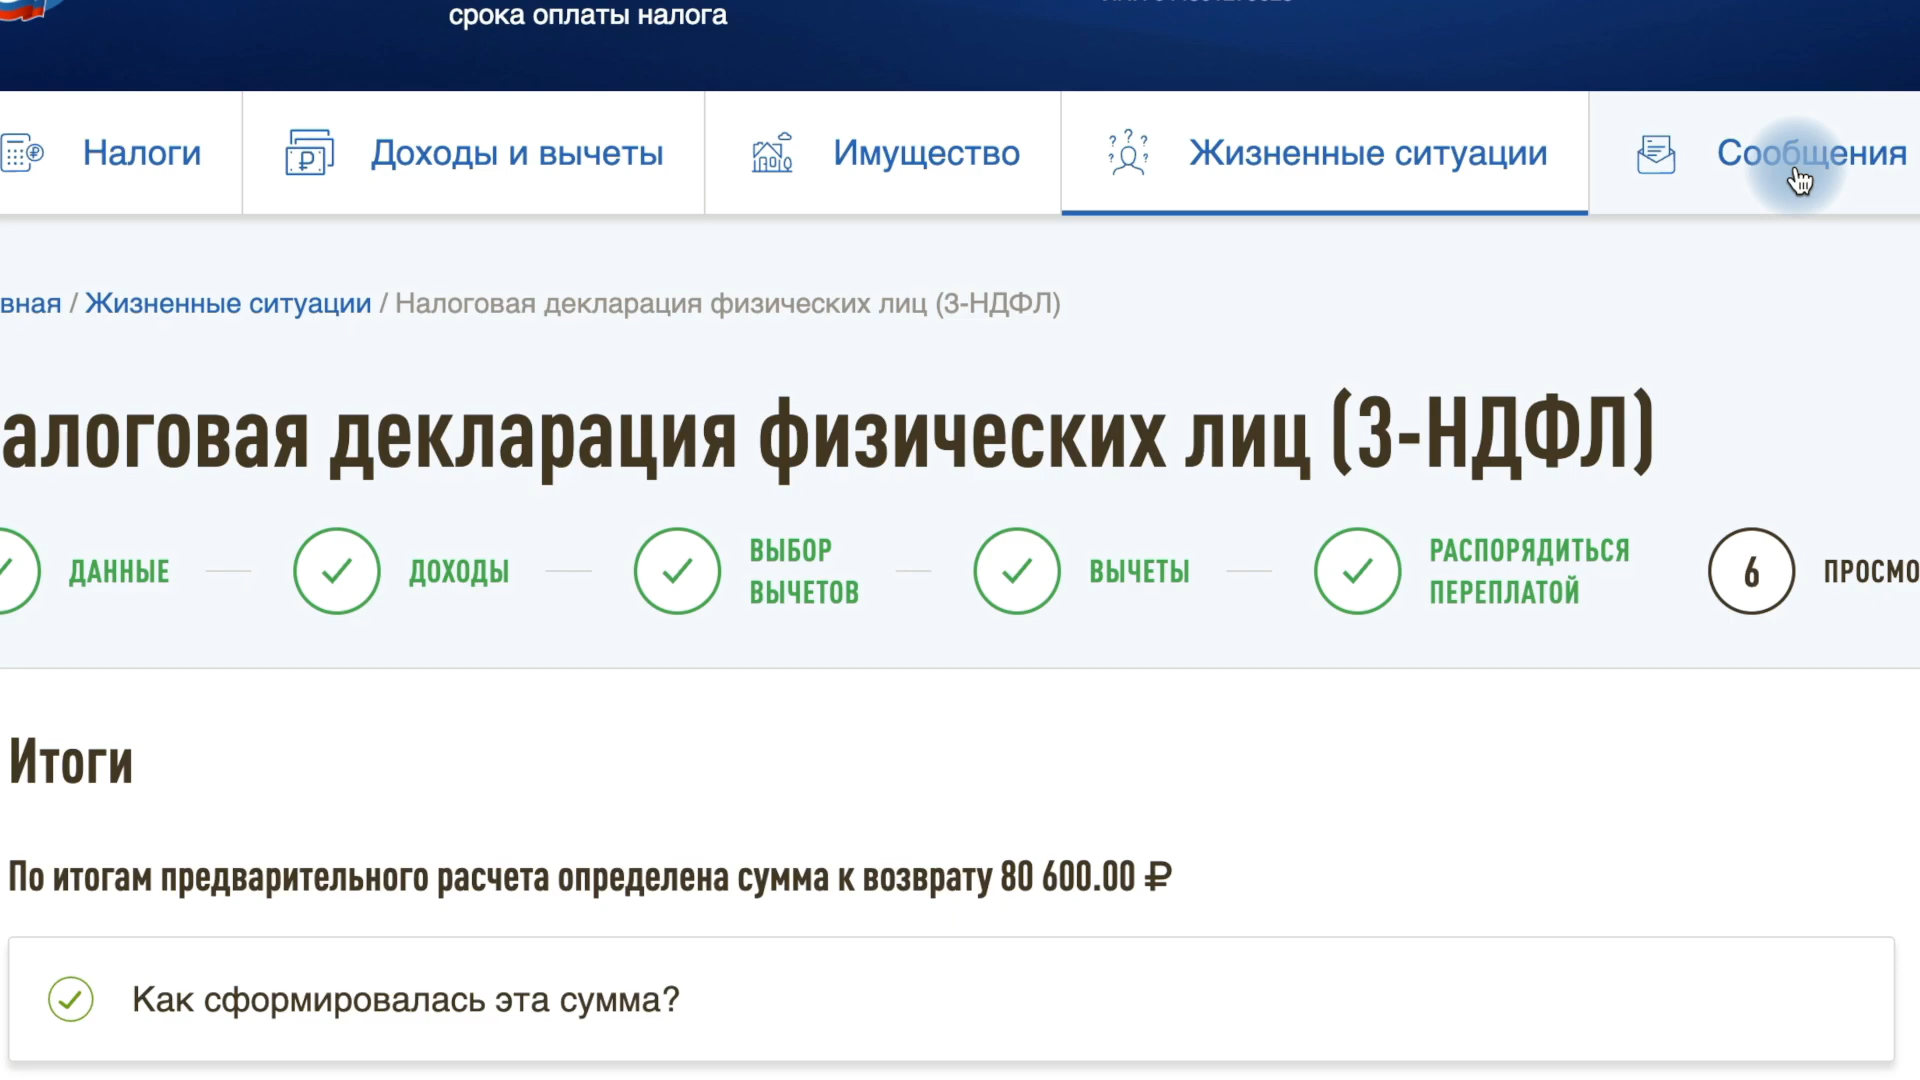 срока оплаты налога
Налоги
Доходы и вычеты
Имущество
Жизненные ситуации
Сообщения
вная / Жизненные ситуации / Налоговая декларация физических лиц (3-НДФЛ)
алоговая декларация физических лиц (3-НДФЛ)
ДАННЫЕ
ДОХОДЫ
ВЫБОР
ВЫЧЕТОВ
ВЫЧЕТЫ
РАСПОРЯДИТЬСЯ
ПЕРЕПЛАТОЙ
6
ПРОСМО
Итоги
По итогам предварительного расчета определена сумма к возврату 80 600.00 ₽
Как сформировалась эта сумма?